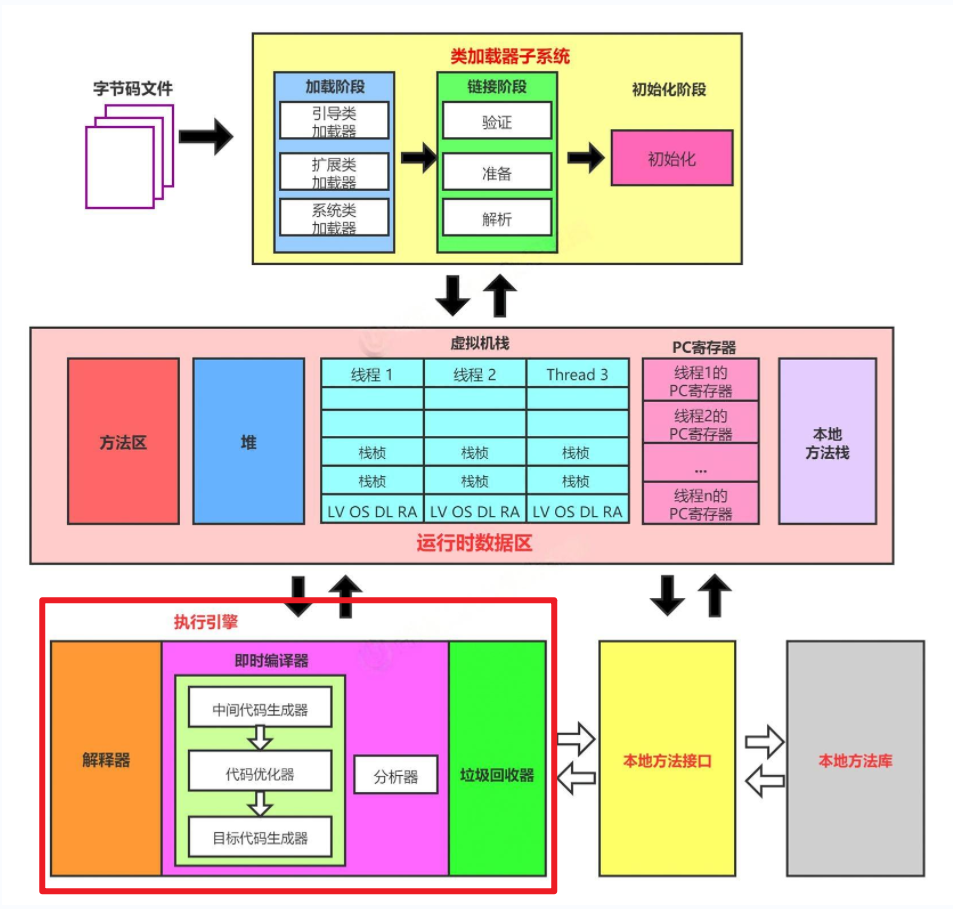 类加载器子系统
字节码文件
加载阶段
引导类
加载器
扩展类
加载器
系统类
加载器
链接阶段
验证
准备
解析
初始化阶段
初始化
方法区
堆
虚拟机栈
线程 1
线程 2
Thread 3
栈桢
栈桢
栈桢
栈桢
栈桢
栈桢
LV OS DL RA
LV OS DL RA
LV OS DL RA
PC寄存器
线程1的
PC寄存器
线程2的
PC寄存器
...
线程n的
PC寄存器
本地
方法栈
运行时数据区
执行引擎
解释器
即时编译器
中间代码生成器
代码优化器
目标代码生成器
分析器
垃圾回收器
本地方法接口
本地方法库